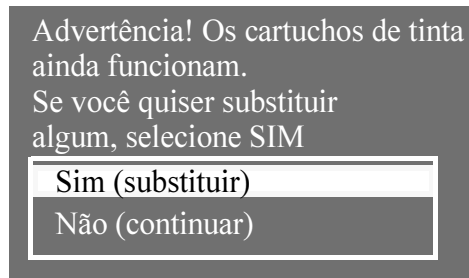 Advertência! Os cartuchos de tinta
ainda funcionam.
Se você quiser substituir
algum, selecione SIM
Sim (substituir)
Não (continuar)